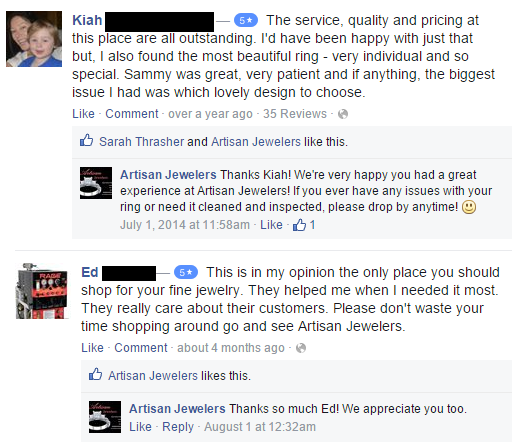 Kiah — 5★ The service, quality and pricing at
this place are all outstanding. I'd have been happy with just that
but, I also found the most beautiful ring - very individual and so
special. Sammy was great, very patient and if anything, the biggest
issue I had was which lovely design to choose.
Like · Comment · over a year ago · 35 Reviews ·
Sarah Thrasher and Artisan Jewelers like this.
Artisan Jewelers Thanks Kiah! We're very happy you had a great
experience at Artisan Jewelers! If you ever have any issues with your
ring or need it cleaned and inspected, please drop by anytime!
July 1, 2014 at 11:58am · Like · 1
Ed — 5★ This is in my opinion the only place you should
shop for your fine jewelry. They helped me when I needed it most.
They really care about their customers. Please don't waste your
time shopping around go and see Artisan Jewelers.
Like · Comment · about 4 months ago ·
Artisan Jewelers likes this.
Artisan Jewelers Thanks so much Ed! We appreciate you too.
Like · Reply · August 1 at 12:32am